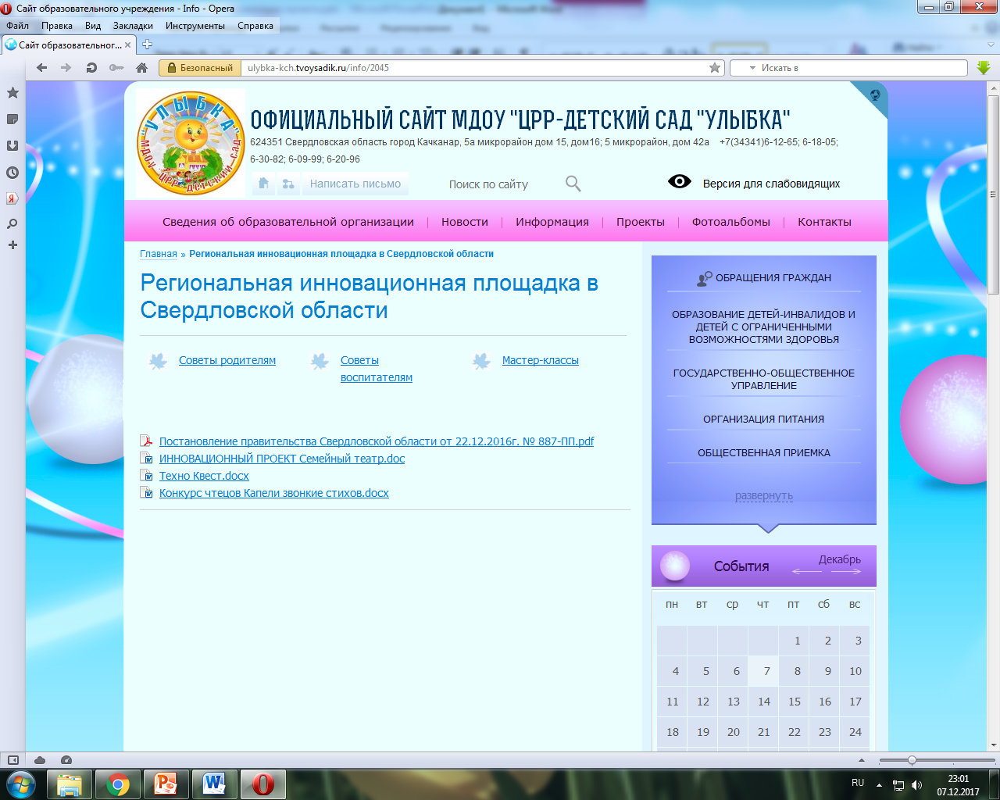 Сайт образовательного учреждения - Info - Opera
Файл Правка Вид Закладки Инструменты Справка
Сайт образовательног...
Безопасный ulybka-kch.tvoysadik.ru/info/2045 Искать в
"УЛЫБКА"
МДОУ ЦРР ДЕТСКИЙ САД
ОФИЦИАЛЬНЫЙ САЙТ МДОУ "ЦРР-ДЕТСКИЙ САД "УЛЫБКА"
624351 Свердловская область город Качканар, 5а микрорайон дом 15, дом16; 5 микрорайон, дом 42а +7(34341)6-12-65; 6-18-05;
6-30-82; 6-09-99; 6-20-96
Написать письмо Поиск по сайту Версия для слабовидящих
Сведения об образовательной организации Новости Информация Проекты Фотоальбомы Контакты
Главная » Региональная инновационная площадка в Свердловской области
Региональная инновационная площадка в
Свердловской области
Советы родителям Советы
воспитателям
Мастер-классы
Постановление правительства Свердловской области от 22.12.2016г. № 887-ПП.pdf
ИННОВАЦИОННЫЙ ПРОЕКТ Семейный театр.doc
Техно Квест.docx
Конкурс чтецов Капели звонкие стихов.docx
ОБРАЩЕНИЯ ГРАЖДАН
ОБРАЗОВАНИЕ ДЕТЕЙ-ИНВАЛИДОВ И
ДЕТЕЙ С ОГРАНИЧЕННЫМИ
ВОЗМОЖНОСТЯМИ ЗДОРОВЬЯ
ГОСУДАРСТВЕННО-ОБЩЕСТВЕННОЕ
УПРАВЛЕНИЕ
ОРГАНИЗАЦИЯ ПИТАНИЯ
ОБЩЕСТВЕННАЯ ПРИЕМКА
развернуть
События Декабрь
пн вт ср чт пт сб вс
1 2 3
4 5 6 7 8 9 10
11 12 13 14 15 16 17
18 19 20 21 22 23 24
RU 23:01
07.12.2017